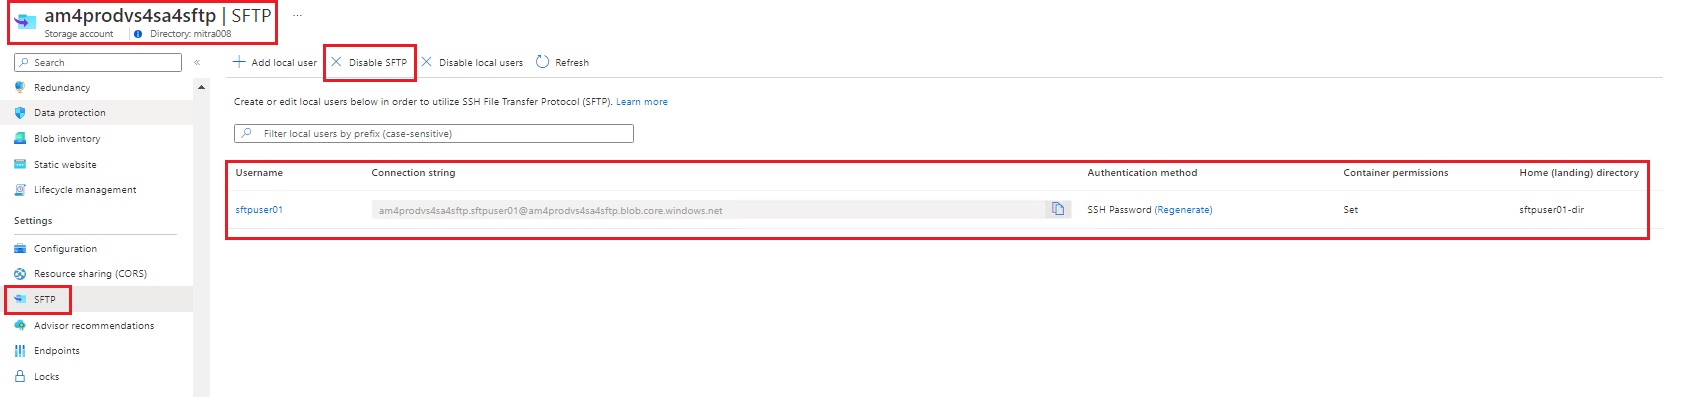 am4prodvs4sa4sftp | SFTP ...
Storage account Directory: mitra008
Search «
Redundancy
Data protection
Blob inventory
Static website
Lifecycle management
Settings
Configuration
Resource sharing (CORS)
SFTP
Advisor recommendations
Endpoints
Locks
Add local user Disable SFTP Disable local users Refresh
Create or edit local users below in order to utilize SSH File Transfer Protocol (SFTP). Learn more
Filter local users by prefix (case-sensitive)
Username Connection string Authentication method Container permissions Home (landing) directory
sftpuser01 am4prodvs4sa4sftp.sftpuser01@am4prodvs4sa4sftp.blob.core.windows.net SSH Password (Regenerate) Set sftpuser01-dir